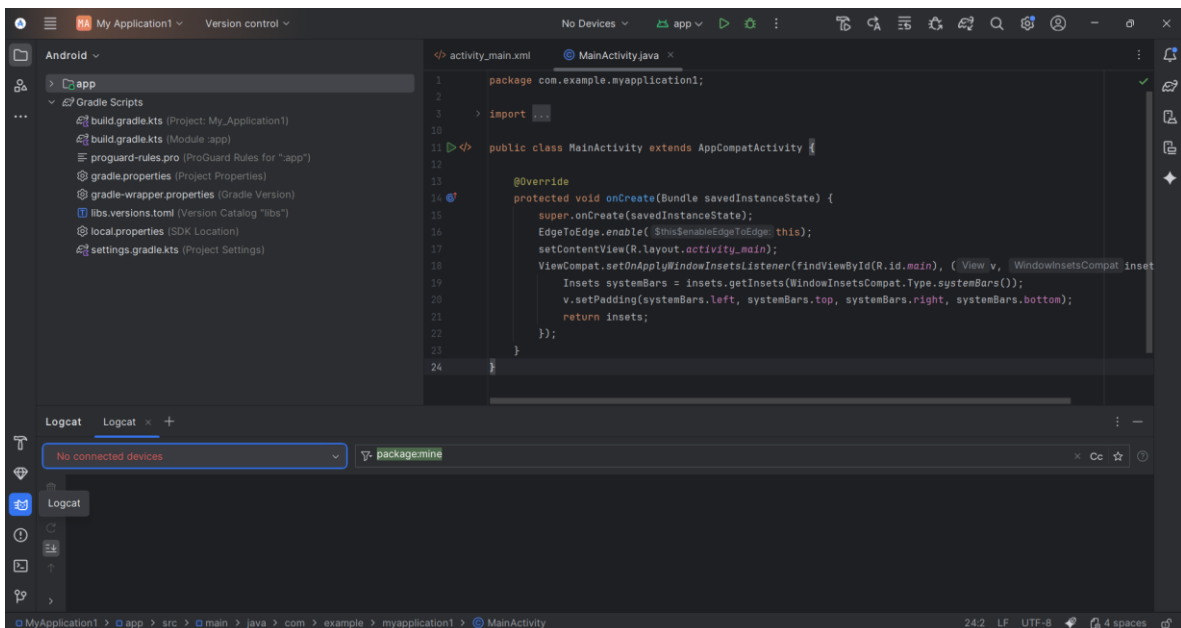 MA My Application1 Version control No Devices app
Android
app
Gradle Scripts
build.gradle.kts (Project: My_Application1)
build.gradle.kts (Module :app)
proguard-rules.pro (ProGuard Rules for ":app")
gradle.properties (Project Properties)
gradle-wrapper.properties (Gradle Version)
libs.versions.toml (Version Catalog "libs")
local.properties (SDK Location)
settings.gradle.kts (Project Settings)
activity_main.xml MainActivity.java
1 package com.example.myapplication1;
2
3 import ...
10
11 public class MainActivity extends AppCompatActivity {
12
13 @Override
14 protected void onCreate(Bundle savedInstanceState) {
15 super.onCreate(savedInstanceState);
16 EdgeToEdge.enable( $this$enableEdgeToEdge: this);
17 setContentView(R.layout.activity_main);
18 ViewCompat.setOnApplyWindowInsetsListener(findViewById(R.id.main), ( View v, WindowInsetsCompat inset
19 Insets systemBars = insets.getInsets(WindowInsetsCompat.Type.systemBars());
20 v.setPadding(systemBars.left, systemBars.top, systemBars.right, systemBars.bottom);
21 return insets;
22 });
23 }
24 }
Logcat Logcat
No connected devices package:mine Cc
Logcat
MyApplication1 > app > src > main > java > com > example > myapplication1 > MainActivity 24:2 LF UTF-8 4 spaces